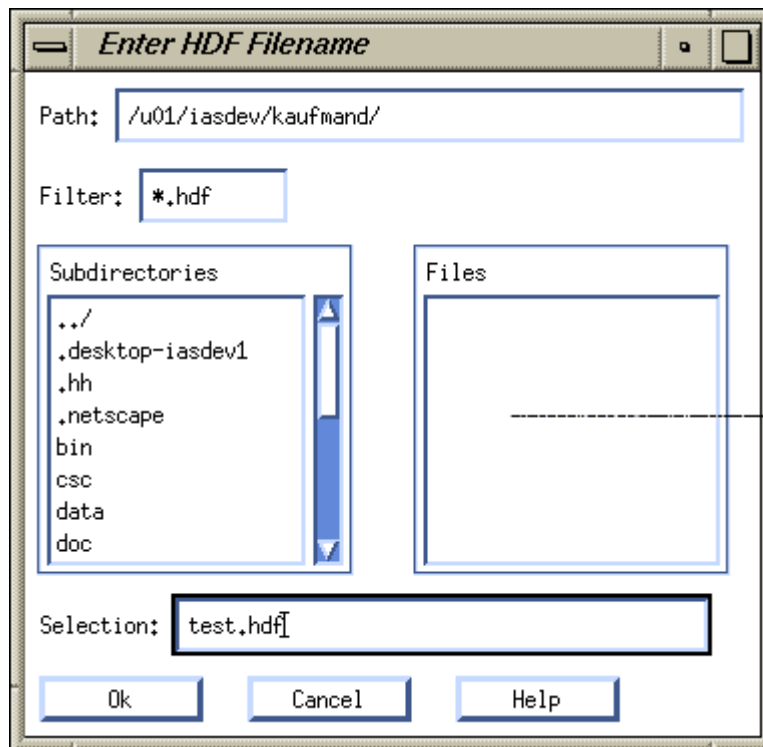 Enter HDF Filename
Path: /u01/iasdev/kaufmand/
Filter: *.hdf
Subdirectories
../
.desktop-iasdev1
.hh
.netscape
bin
csc
data
doc
Files
Selection: test.hdf
Ok Cancel Help